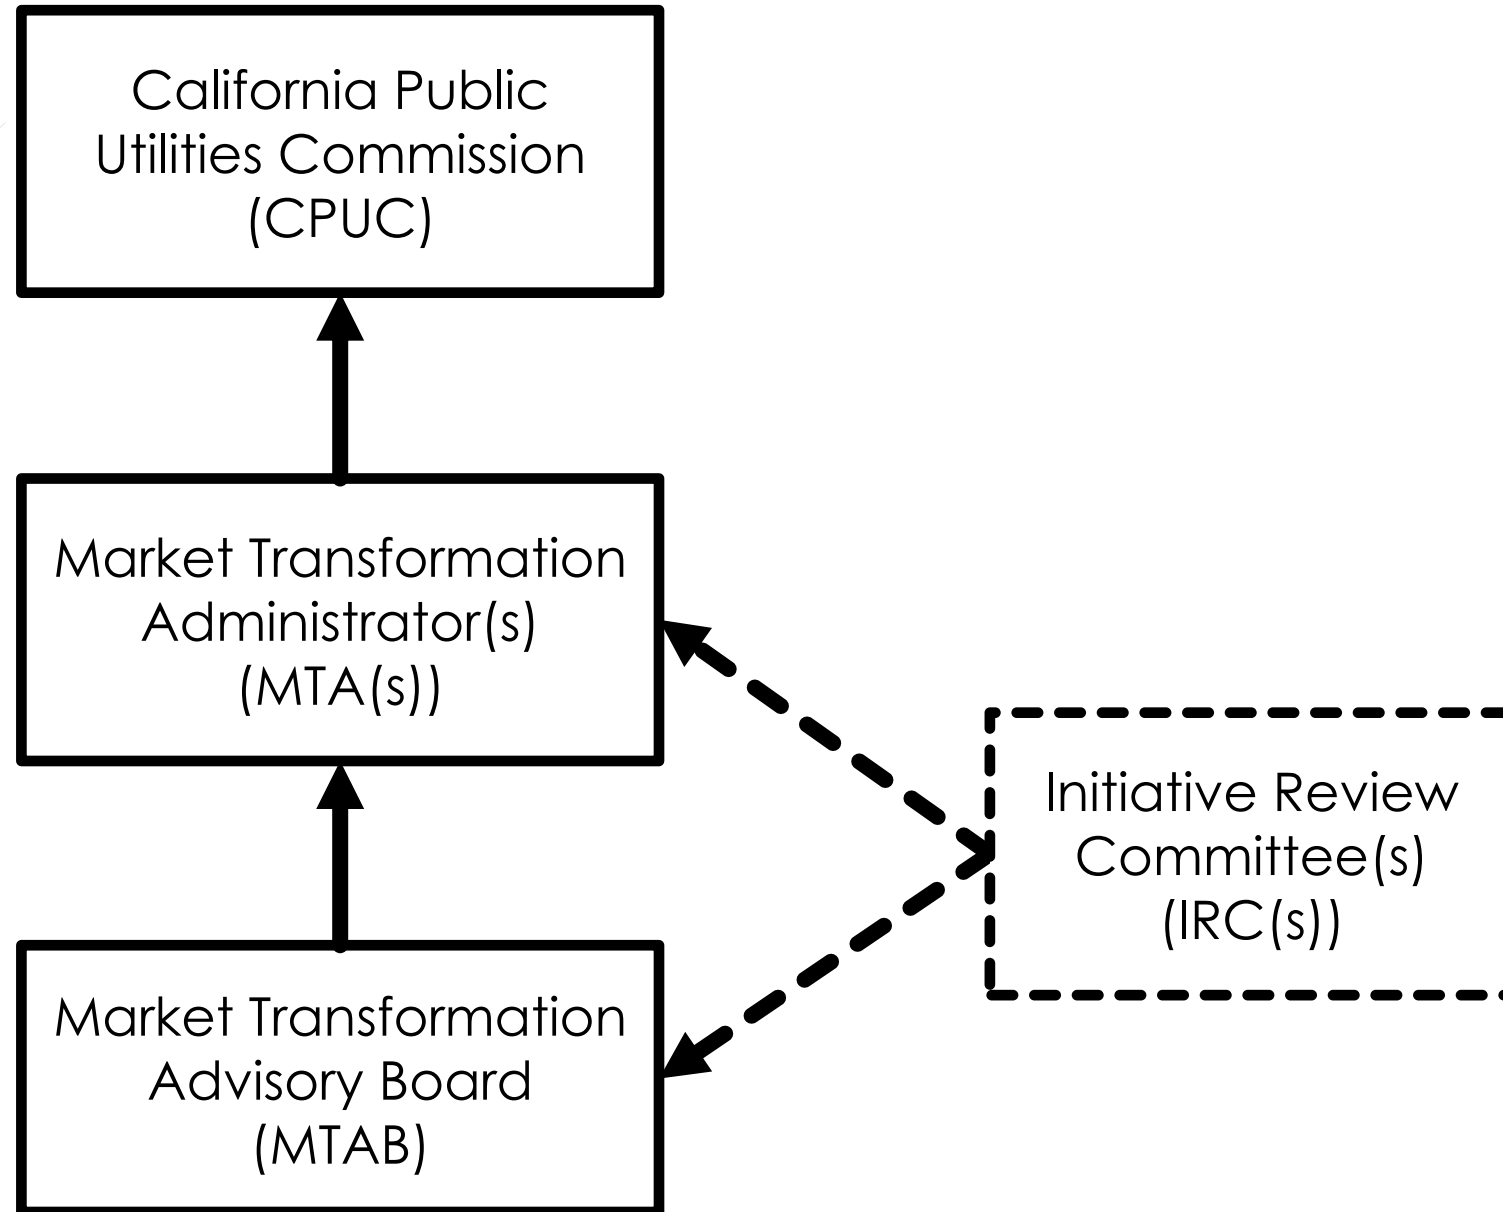 California Public
Utilities Commission
(CPUC)
Market Transformation
Administrator(s)
(MTA(s))
Initiative Review
Committee(s)
(IRC(s))
Market Transformation
Advisory Board
(MTAB)